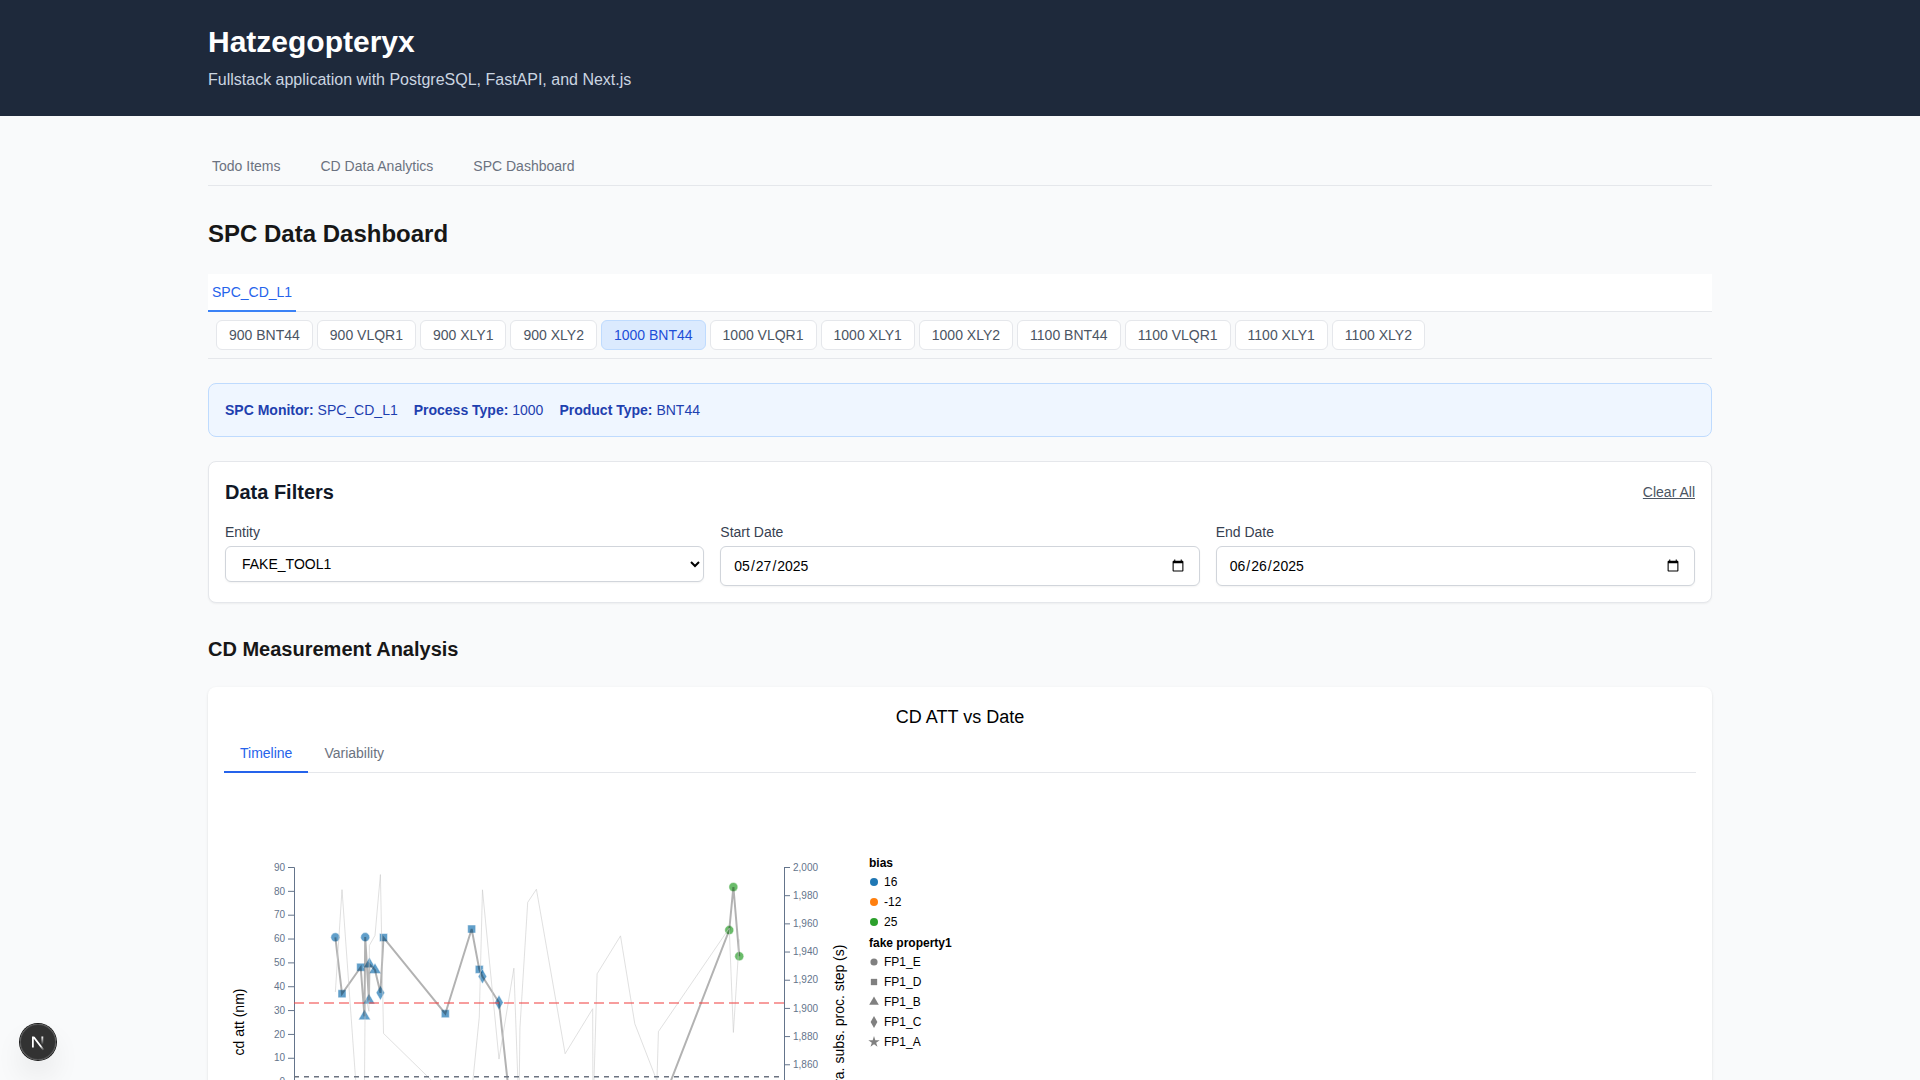 Hatzegopteryx
Fullstack application with PostgreSQL, FastAPI, and Next.js
Todo Items CD Data Analytics SPC Dashboard
SPC Data Dashboard
SPC_CD_L1
900 BNT44 900 VLQR1 900 XLY1 900 XLY2 1000 BNT44 1000 VLQR1 1000 XLY1 1000 XLY2 1100 BNT44 1100 VLQR1 1100 XLY1 1100 XLY2
SPC Monitor: SPC_CD_L1 Process Type: 1000 Product Type: BNT44
Data Filters Clear All
Entity Start Date End Date
FAKE_TOOL1 05/27/2025 06/26/2025
CD Measurement Analysis
CD ATT vs Date
Timeline Variability
90
80
70
60
50
40
30
20
10
cd att (nm)
2,000
1,980
1,960
1,940
1,920
1,900
1,880
1,860
subs. proc. step (s)
bias
16
-12
25
fake property1
FP1_E
FP1_D
FP1_B
FP1_C
FP1_A
N